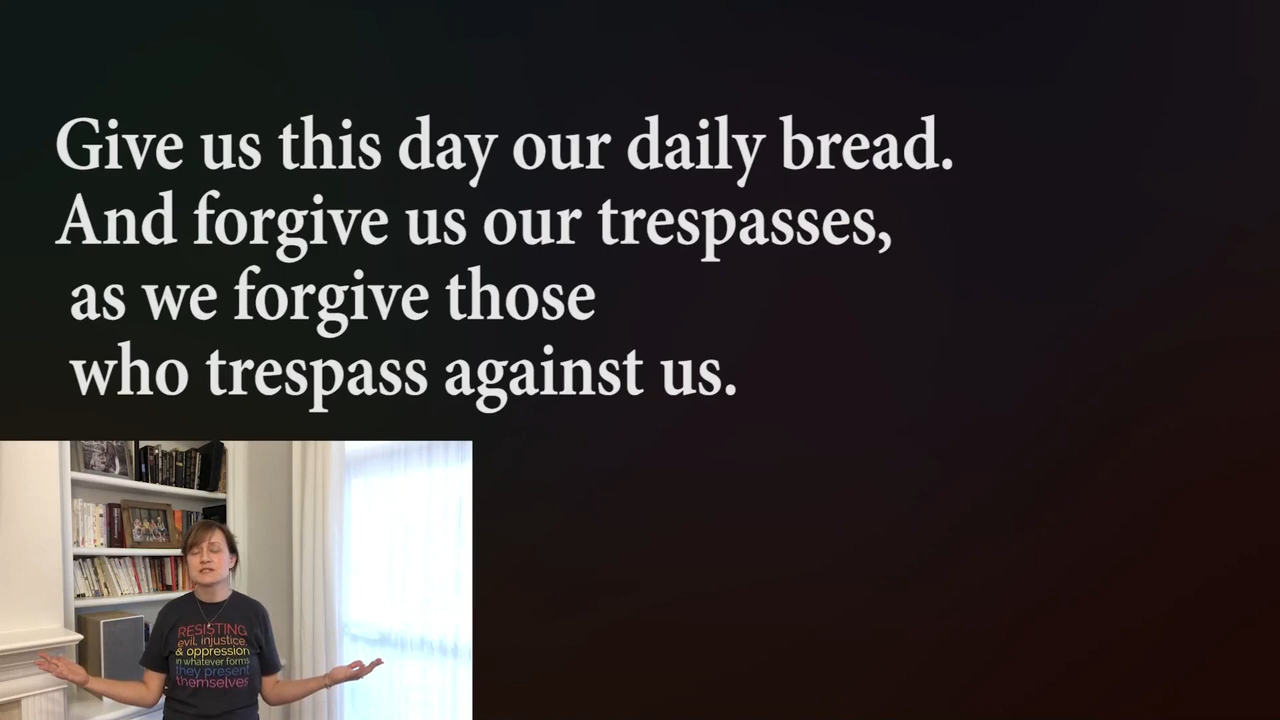 Give us this day our daily bread.
And forgive us our trespasses,
as we forgive those
who trespass against us.
RESISTING
evil, injustice,
& oppression
in whatever forms
they present
themselves